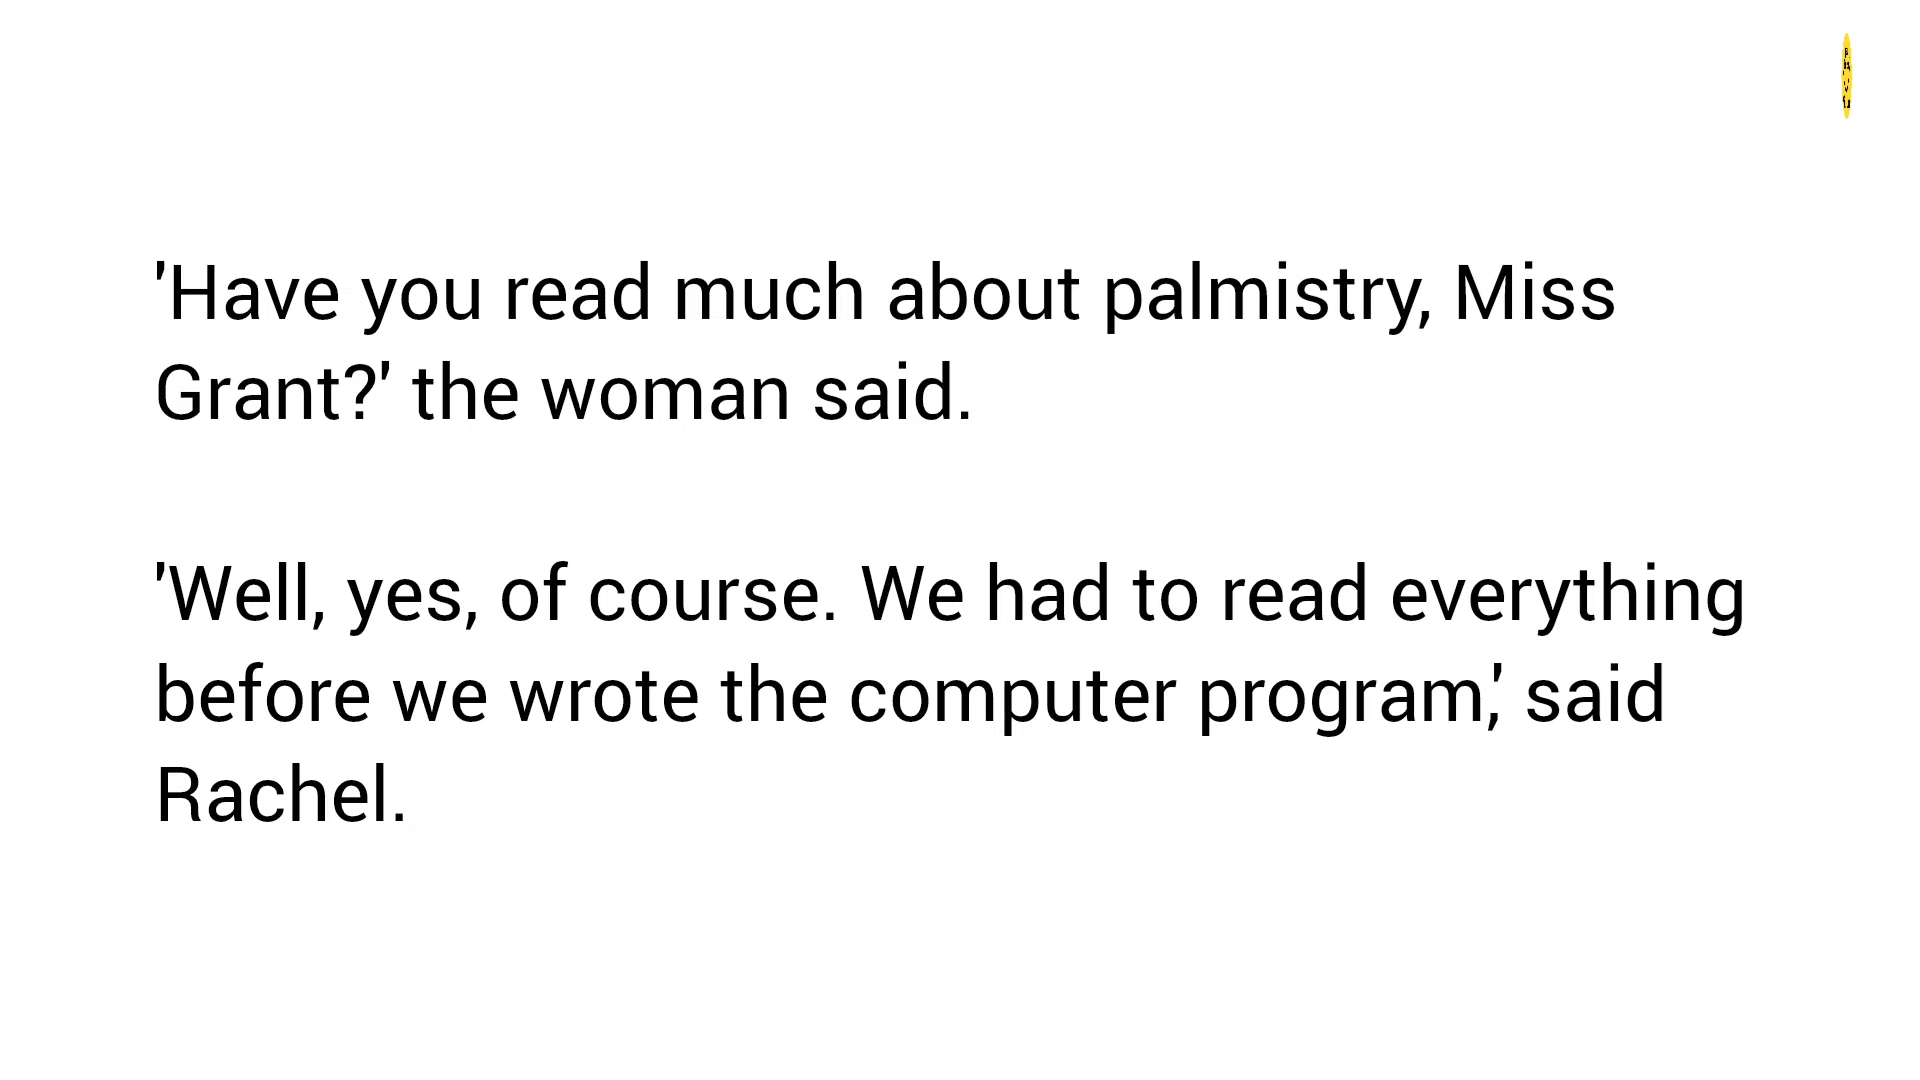 'Have you read much about palmistry, Miss
Grant?' the woman said.
'Well, yes, of course. We had to read everything
before we wrote the computer program,' said
Rachel.